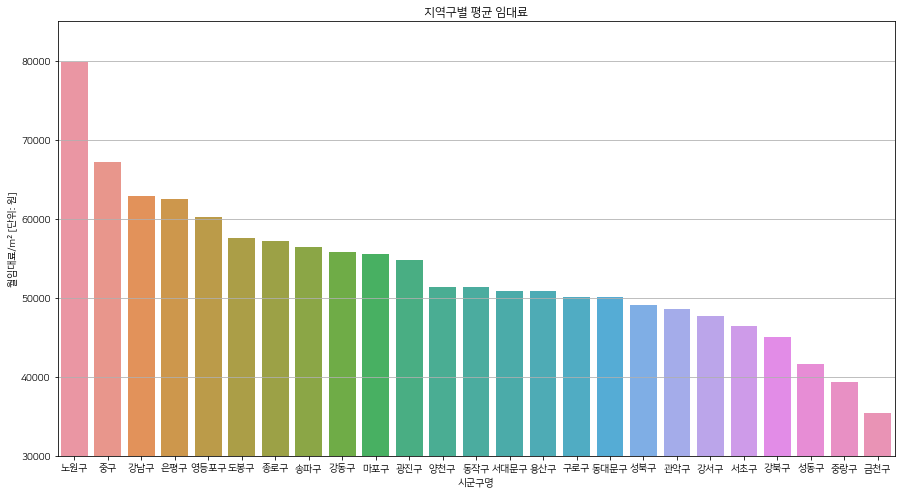 지역구별 평균 임대료
월임대료/m² [단위: 원]
80000
70000
60000
50000
40000
30000
노원구 중구 강남구 은평구 영등포구 도봉구 종로구 송파구 강동구 마포구 광진구 양천구 동작구 서대문구 용산구 구로구 동대문구 성북구 관악구 강서구 서초구 강북구 성동구 중랑구 금천구
시군구명